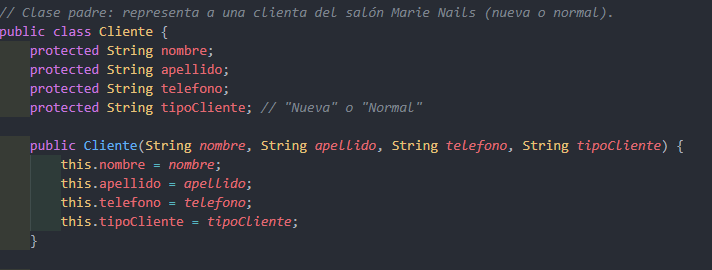 // Clase padre: representa a una clienta del salón Marie Nails (nueva o normal).
public class Cliente {
    protected String nombre;
    protected String apellido;
    protected String telefono;
    protected String tipoCliente; // "Nueva" o "Normal"

    public Cliente(String nombre, String apellido, String telefono, String tipoCliente) {
        this.nombre = nombre;
        this.apellido = apellido;
        this.telefono = telefono;
        this.tipoCliente = tipoCliente;
    }